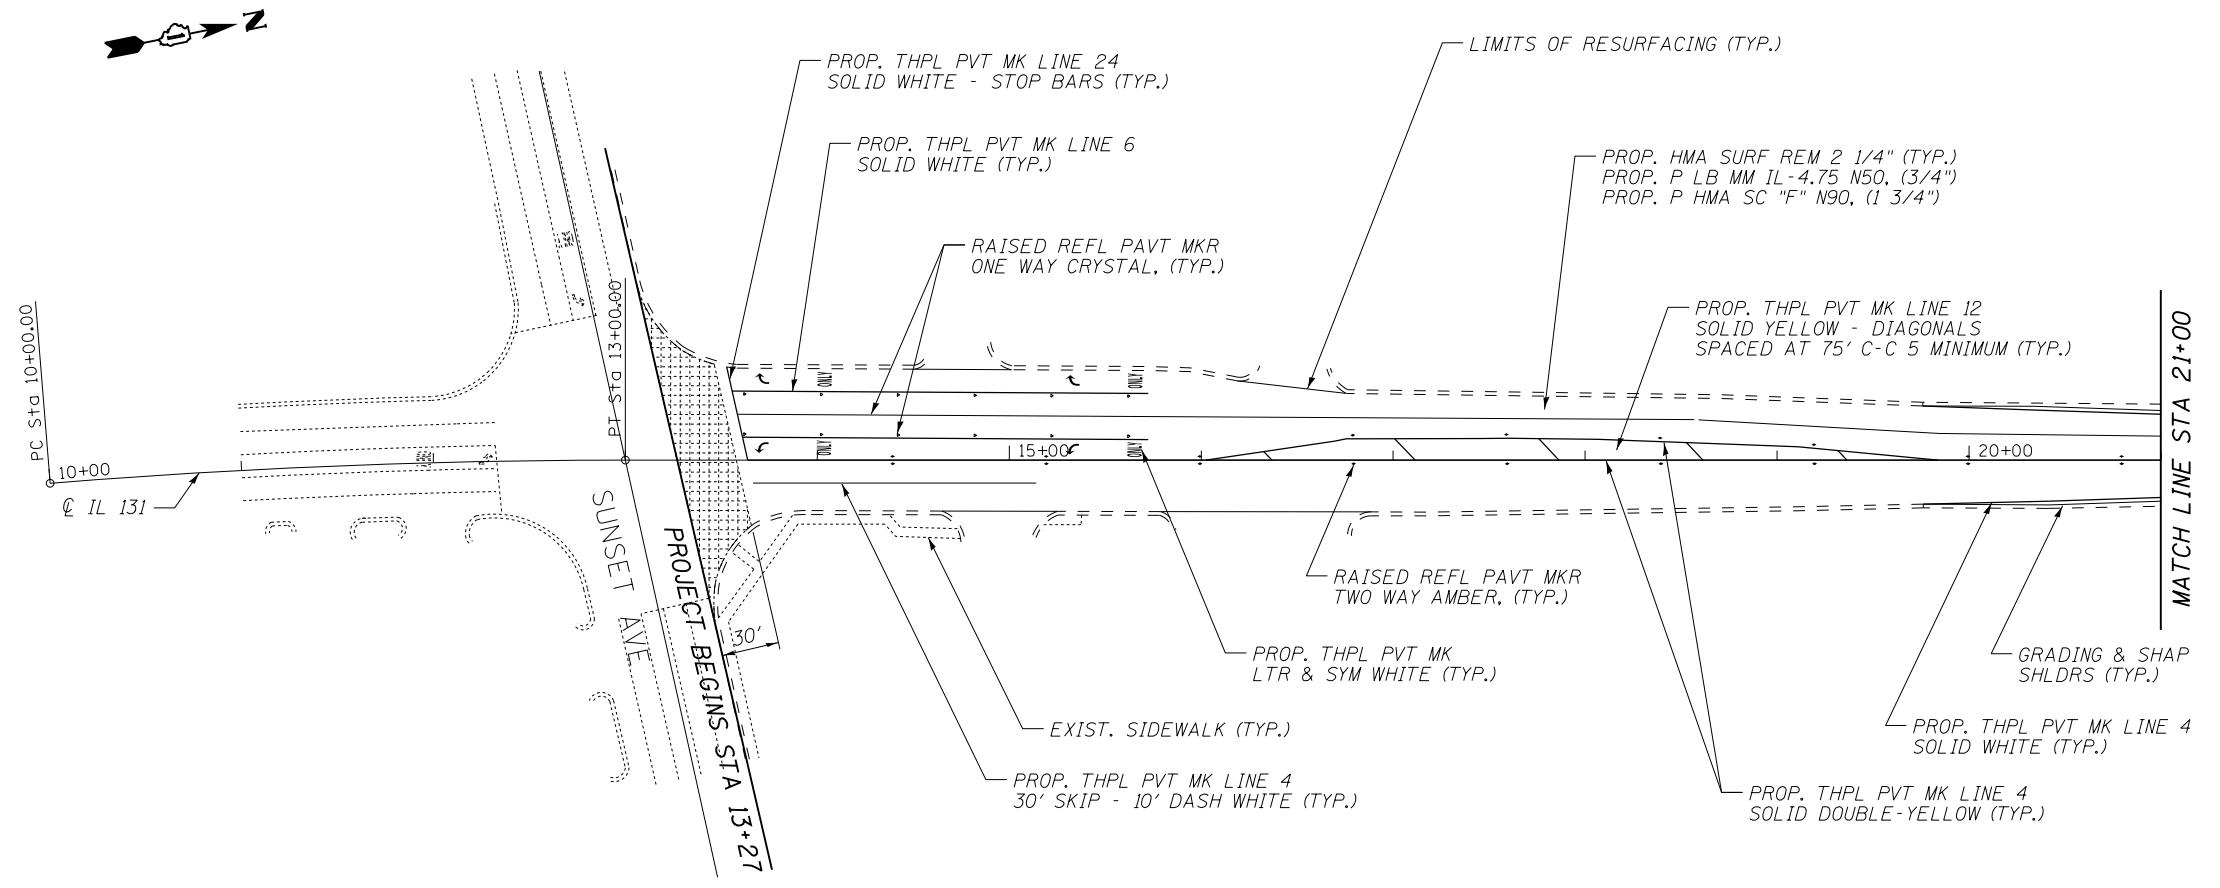 N
PROP. THPL PVT MK LINE 24
SOLID WHITE - STOP BARS (TYP.)
LIMITS OF RESURFACING (TYP.)
PROP. THPL PVT MK LINE 6
SOLID WHITE (TYP.)
PROP. HMA SURF REM 2 1/4" (TYP.)
PROP. P LB MM IL-4.75 N50, (3/4")
PROP. P HMA SC "F" N90, (1 3/4")
RAISED REFL PAVT MKR
ONE WAY CRYSTAL, (TYP.)
PROP. THPL PVT MK LINE 12
SOLID YELLOW - DIAGONALS
SPACED AT 75' C-C 5 MINIMUM (TYP.)
PC Sta 10+00.00
PT Sta 13+00.00
MATCH LINE STA 21+00
ONLY
ONLY
ONLY
ONLY
10+00
15+00
20+00
℄ IL 131
SUNSET AVE
PROJECT BEGINS STA 13+27
30'
RAISED REFL PAVT MKR
TWO WAY AMBER, (TYP.)
PROP. THPL PVT MK
LTR & SYM WHITE (TYP.)
GRADING & SHAP
SHLDRS (TYP.)
EXIST. SIDEWALK (TYP.)
PROP. THPL PVT MK LINE 4
SOLID WHITE (TYP.)
PROP. THPL PVT MK LINE 4
30' SKIP - 10' DASH WHITE (TYP.)
PROP. THPL PVT MK LINE 4
SOLID DOUBLE-YELLOW (TYP.)